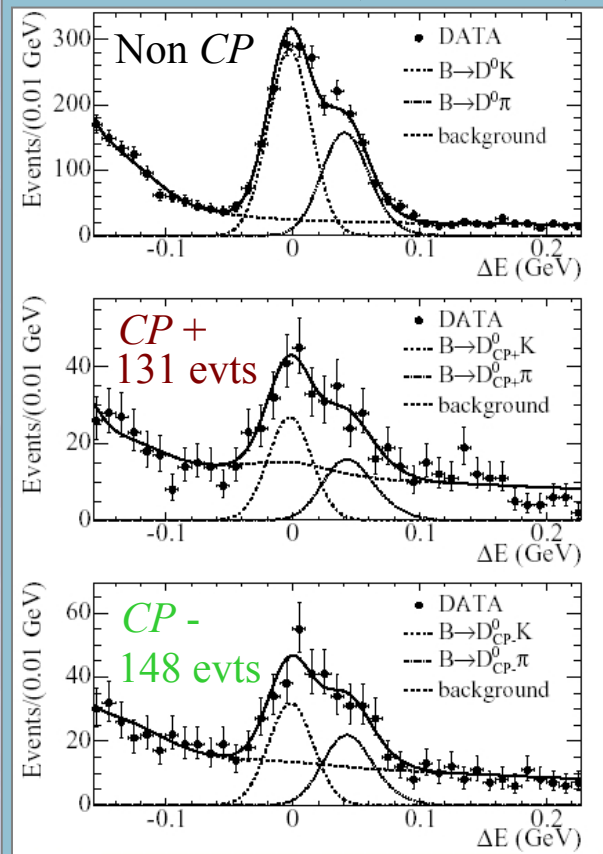 Events/(0.01 GeV)
300
200
100
0
Non CP
DATA
B→D⁰K
B→D⁰π
background
-0.1
0
0.1
0.2
ΔE (GeV)
Events/(0.01 GeV)
40
20
0
CP +
131 evts
DATA
B→D⁰CP+K
B→D⁰CP+π
background
-0.1
0
0.1
0.2
ΔE (GeV)
Events/(0.01 GeV)
60
40
20
0
CP -
148 evts
DATA
B→D⁰CP-K
B→D⁰CP-π
background
-0.1
0
0.1
0.2
ΔE (GeV)